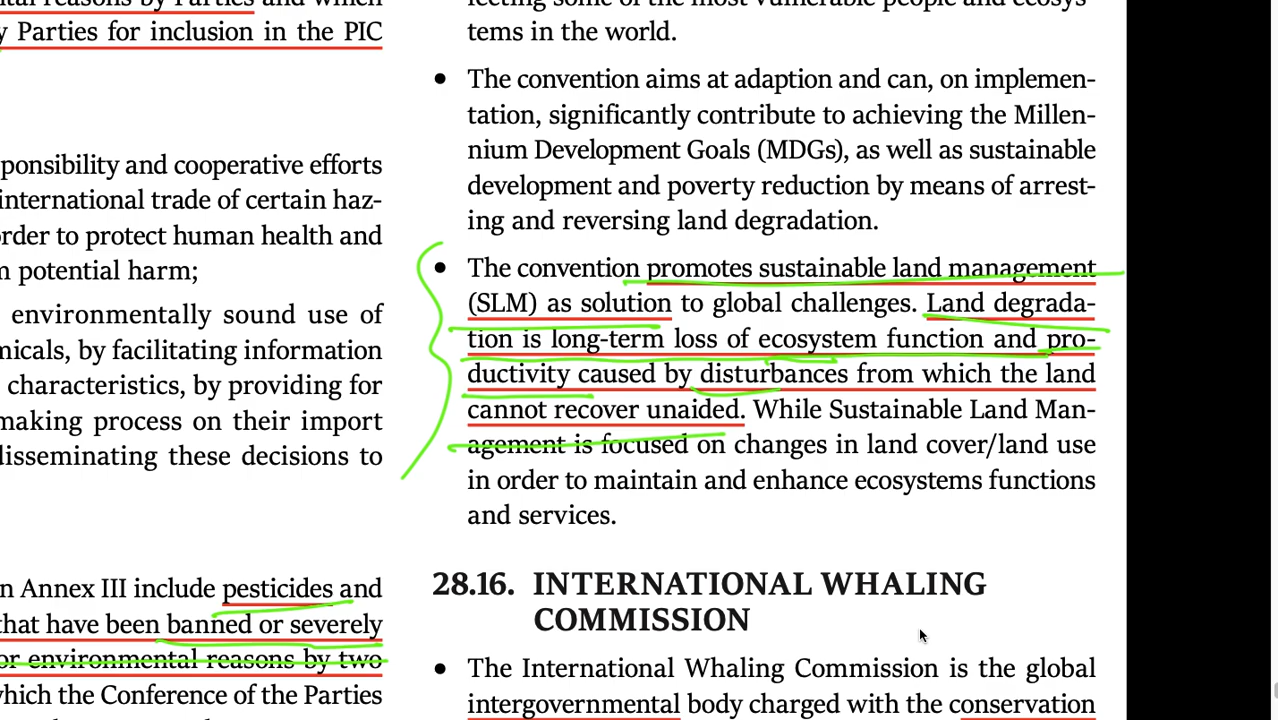 tal reasons by Parties and which
y Parties for inclusion in the PIC
ponsibility and cooperative efforts
international trade of certain haz-
order to protect human health and
m potential harm;
environmentally sound use of
micals, by facilitating information
characteristics, by providing for
making process on their import
disseminating these decisions to
n Annex III include pesticides and
that have been banned or severely
or environmental reasons by two
which the Conference of the Parties
fecting some of the most vulnerable people and ecosys-
tems in the world.
• The convention aims at adaption and can, on implemen-
tation, significantly contribute to achieving the Millen-
nium Development Goals (MDGs), as well as sustainable
development and poverty reduction by means of arrest-
ing and reversing land degradation.
• The convention promotes sustainable land management
(SLM) as solution to global challenges. Land degrada-
tion is long-term loss of ecosystem function and pro-
ductivity caused by disturbances from which the land
cannot recover unaided. While Sustainable Land Man-
agement is focused on changes in land cover/land use
in order to maintain and enhance ecosystems functions
and services.
28.16. INTERNATIONAL WHALING
COMMISSION
• The International Whaling Commission is the global
intergovernmental body charged with the conservation